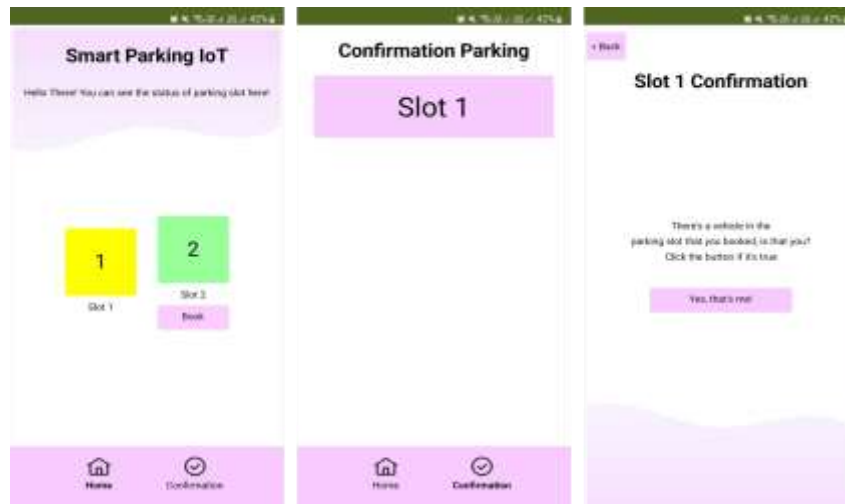 Smart Parking IoT
Hello There! You can see the status of parking slot here!
1
2
Slot 1
Slot 2
Book
Home
Confirmation
Confirmation Parking
Slot 1
Home
Confirmation
< Back
Slot 1 Confirmation
There's a vehicle in the
parking slot that you booked, is that you?
Click the button if it's true
Yes, that's me!